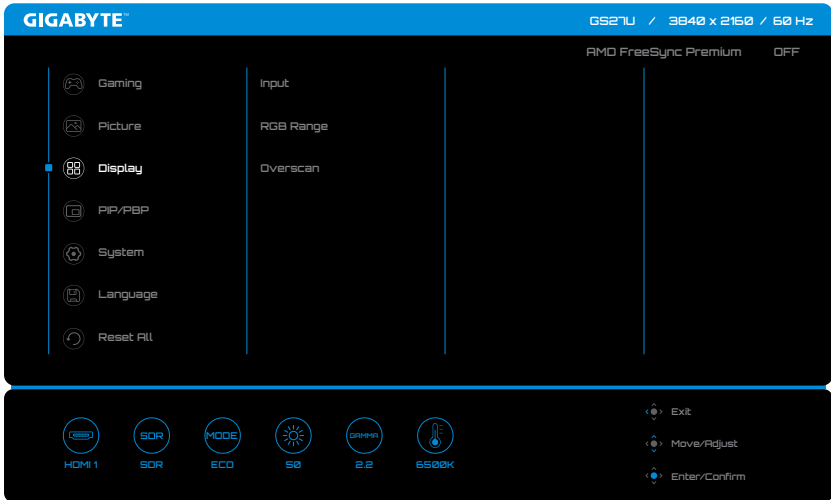 GIGABYTE™
GS27U / 3840 x 2160 / 60 Hz
AMD FreeSync Premium OFF
Gaming
Picture
Display
PIP/PBP
System
Language
Reset All
Input
RGB Range
Overscan
SDR
MODE
GAMMA
HDMI 1
SDR
ECO
50
2.2
6500K
Exit
Move/Adjust
Enter/Confirm